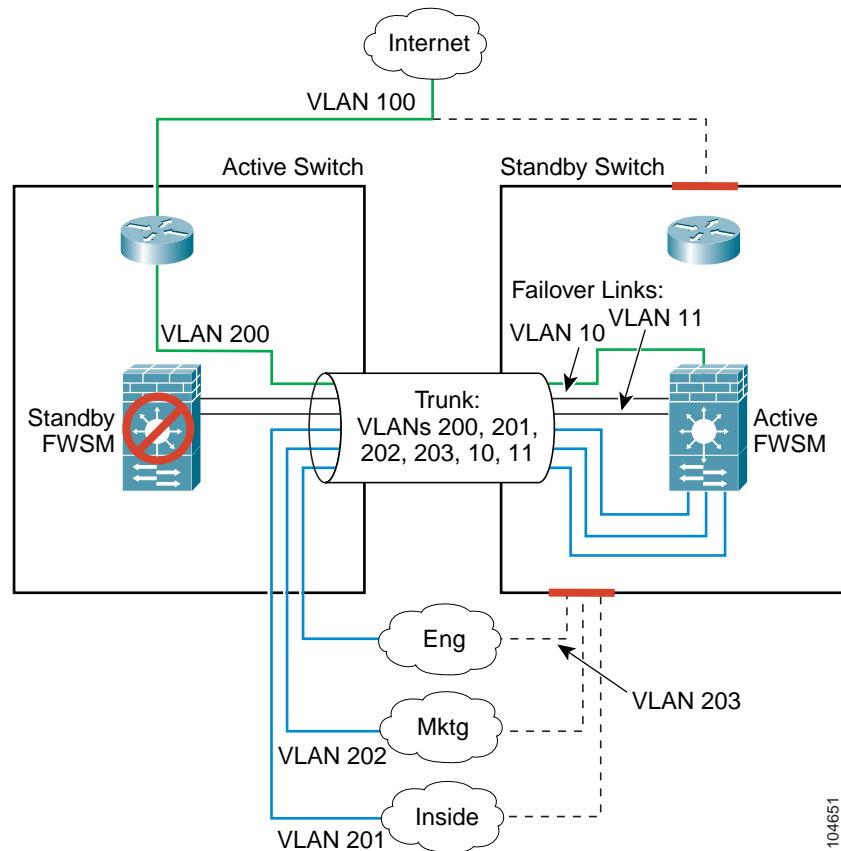 Internet
VLAN 100
Active Switch
Standby Switch
Failover Links:
VLAN 11
VLAN 10
VLAN 200
Trunk:
VLANs 200, 201,
202, 203, 10, 11
Standby
FWSM
Active
FWSM
Eng
VLAN 203
Mktg
VLAN 202
Inside
VLAN 201
104651